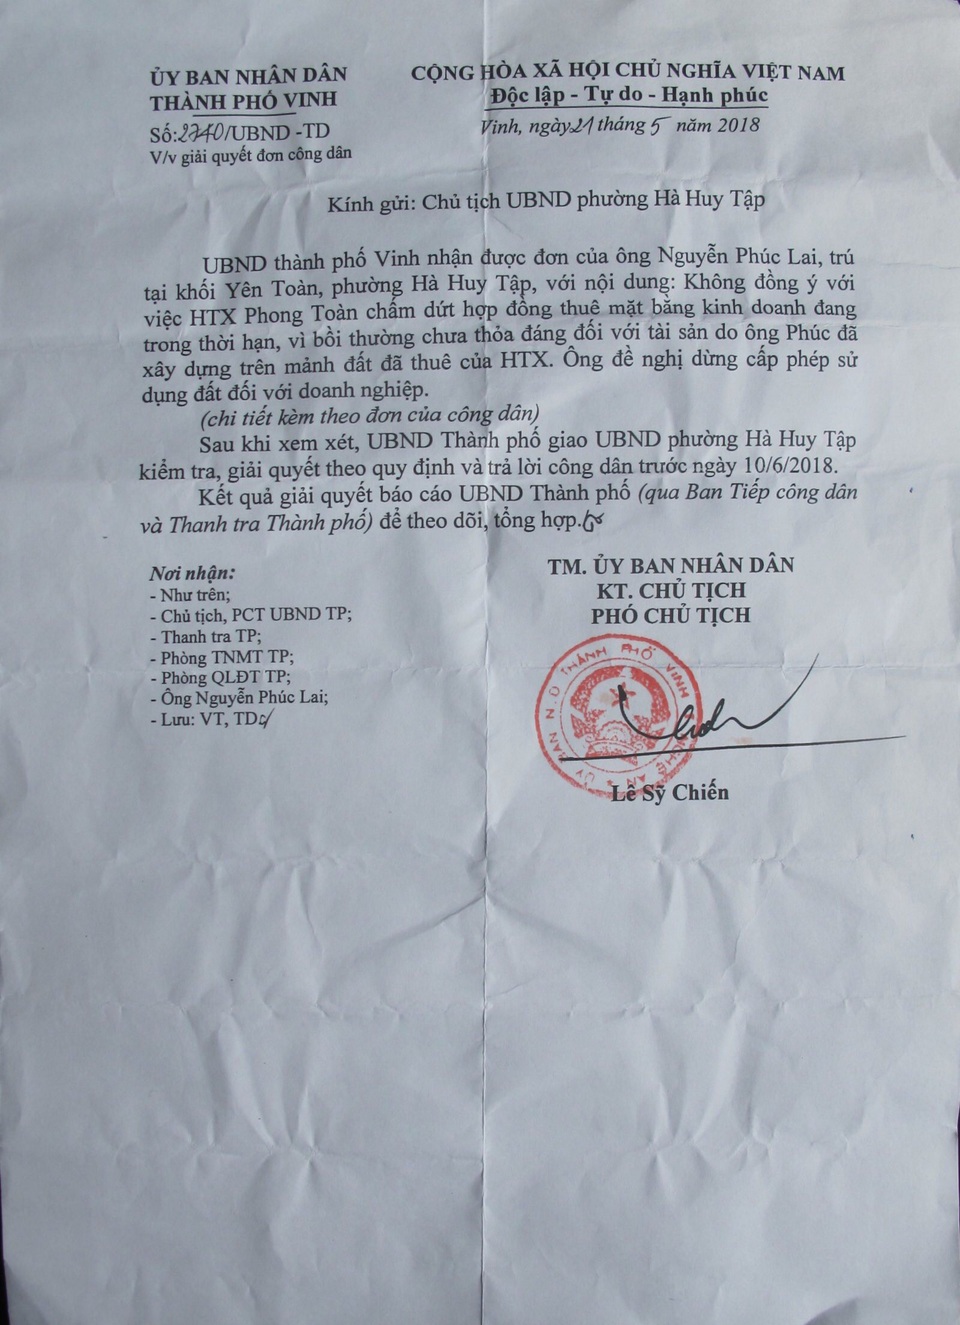 ỦY BAN NHÂN DÂN
THÀNH PHỐ VINH
Số:2740/UBND -TD
V/v giải quyết đơn công dân
CỘNG HÒA XÃ HỘI CHỦ NGHĨA VIỆT NAM
Độc lập - Tự do - Hạnh phúc
Vinh, ngày 21 tháng 5 năm 2018
Kính gửi: Chủ tịch UBND phường Hà Huy Tập
UBND thành phố Vinh nhận được đơn của ông Nguyễn Phúc Lai, trú
tại khối Yên Toàn, phường Hà Huy Tập, với nội dung: Không đồng ý với
việc HTX Phong Toàn chấm dứt hợp đồng thuê mặt bằng kinh doanh đang
trong thời hạn, vì bồi thường chưa thỏa đáng đối với tài sản do ông Phúc đã
xây dựng trên mảnh đất đã thuê của HTX. Ông đề nghị dừng cấp phép sử
dụng đất đối với doanh nghiệp.
(chi tiết kèm theo đơn của công dân)
Sau khi xem xét, UBND Thành phố giao UBND phường Hà Huy Tập
kiểm tra, giải quyết theo quy định và trả lời công dân trước ngày 10/6/2018.
Kết quả giải quyết báo cáo UBND Thành phố (qua Ban Tiếp công dân
và Thanh tra Thành phố) để theo dõi, tổng hợp.
Nơi nhận:
- Như trên;
- Chủ tịch, PCT UBND TP;
- Thanh tra TP;
- Phòng TNMT TP;
- Phòng QLĐT TP;
- Ông Nguyễn Phúc Lai;
- Lưu: VT, TD
TM. ỦY BAN NHÂN DÂN
KT. CHỦ TỊCH
PHÓ CHỦ TỊCH
ỦY BAN N.D THÀNH PHỐ VINH
NGHỆ AN
Lê Sỹ Chiến